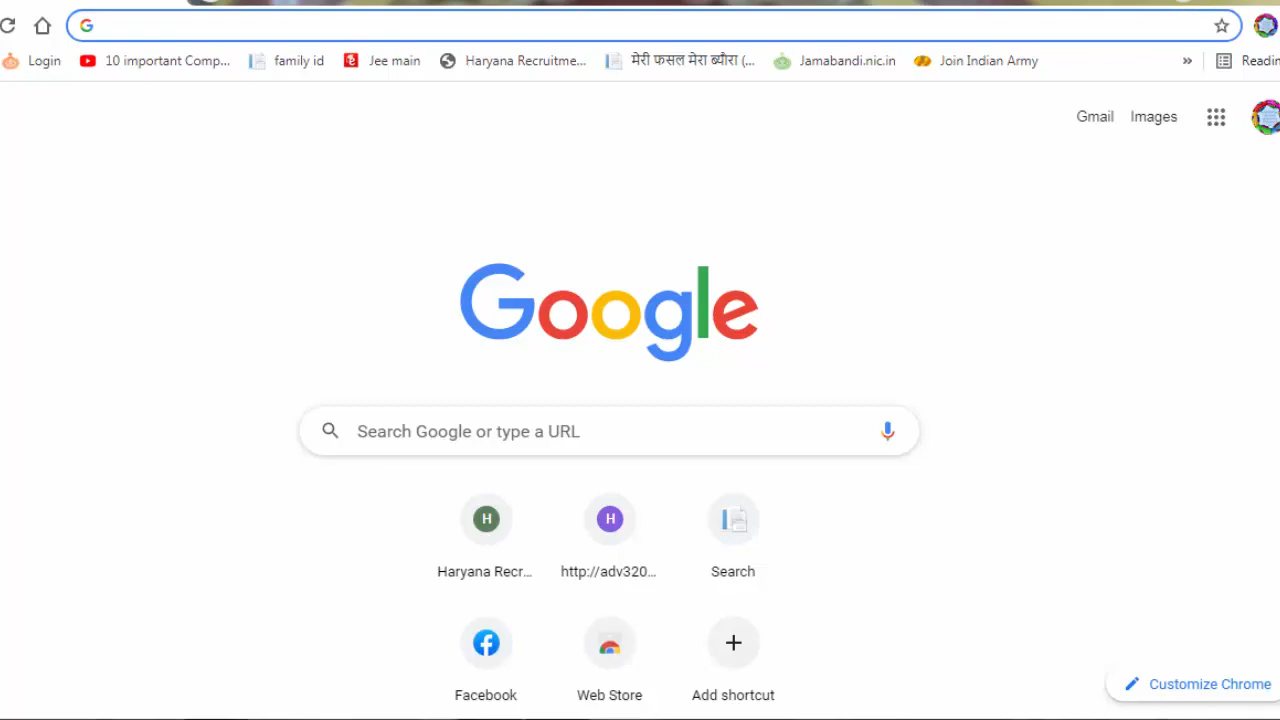 Login 10 important Comp... family id Jee main Haryana Recruitme... मेरी फसल मेरा ब्यौरा (... Jamabandi.nic.in Join Indian Army » Readin
Gmail Images
Google
Search Google or type a URL
H H
Haryana Recr... http://adv320... Search
Facebook Web Store Add shortcut
Customize Chrome